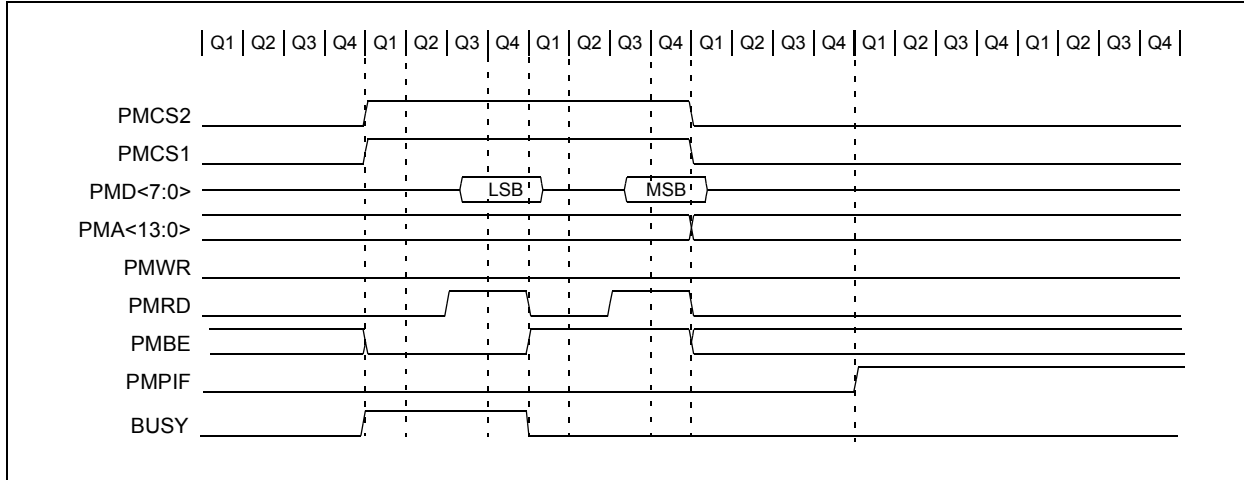 Q1 Q2 Q3 Q4 Q1 Q2 Q3 Q4 Q1 Q2 Q3 Q4 Q1 Q2 Q3 Q4 Q1 Q2 Q3 Q4 Q1 Q2 Q3 Q4
PMCS2
PMCS1
PMD<7:0> LSB MSB
PMA<13:0>
PMWR
PMRD
PMBE
PMPIF
BUSY